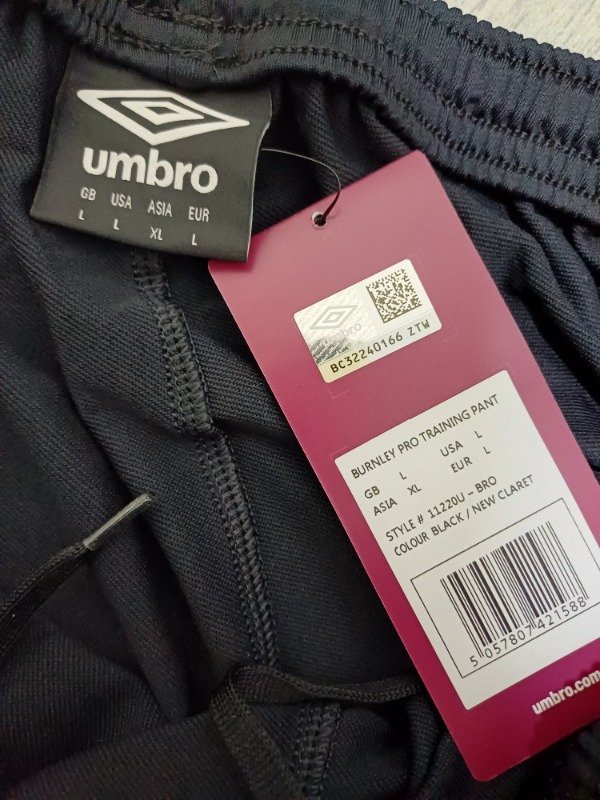 umbro
GB USA ASIA EUR
L L XL L
umbro
BC32240166 ZTW
BURNLEY PRO TRAINING PANT
GB L USA L
ASIA XL EUR L
STYLE # 11220U – BRO
COLOUR BLACK / NEW CLARET
5 057807 421588
umbro.com